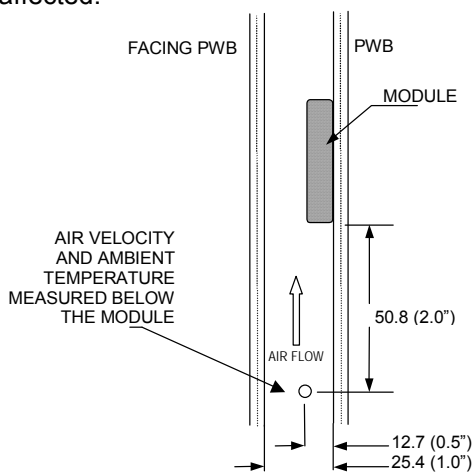 affected.
FACING PWB
PWB
MODULE
AIR VELOCITY
AND AMBIENT
TEMPERATURE
MEASURED BELOW
THE MODULE
50.8 (2.0”)
AIR FLOW
12.7 (0.5”)
25.4 (1.0”)